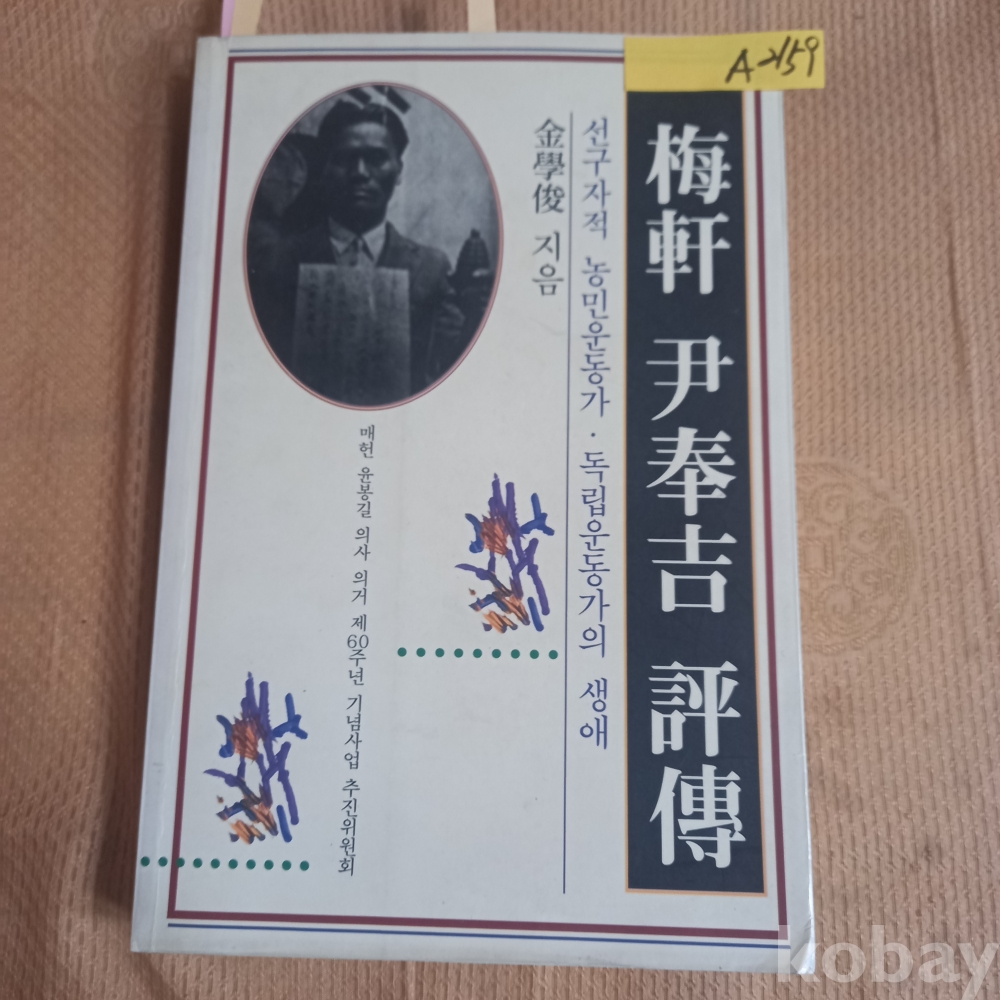 A-2159
梅軒 尹奉吉 評傳
선구자적 농민운동가 · 독립운동가의 생애
金學俊 지음
매헌 윤봉길 의사 의거 제60주년 기념사업 추진위원회
kobay